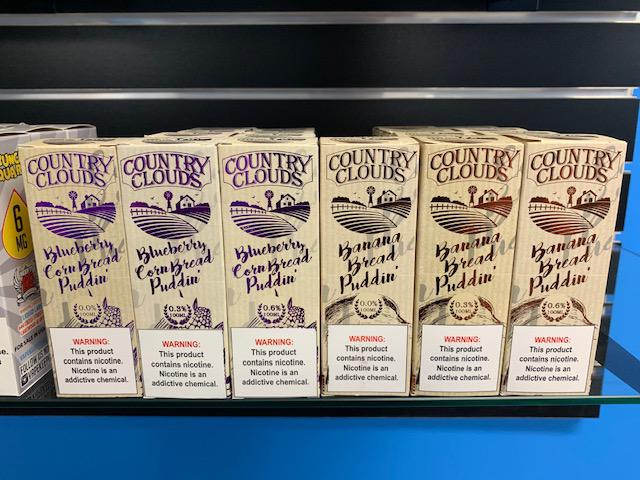 6
MG
COUNTRY
CLOUDS
Blueberry
Corn Bread
Puddin'
0.0%
100ML
WARNING:
This product
contains nicotine.
Nicotine is an
addictive chemical.
COUNTRY
CLOUDS
Blueberry
Corn Bread
Puddin'
0.3%
100ML
WARNING:
This product
contains nicotine.
Nicotine is an
addictive chemical.
COUNTRY
CLOUDS
Blueberry
Corn Bread
Puddin'
0.6%
100ML
WARNING:
This product
contains nicotine.
Nicotine is an
addictive chemical.
COUNTRY
CLOUDS
Banana
Bread
Puddin'
0.0%
100ML
WARNING:
This product
contains nicotine.
Nicotine is an
addictive chemical.
COUNTRY
CLOUDS
Banana
Bread
Puddin'
0.3%
100ML
WARNING:
This product
contains nicotine.
Nicotine is an
addictive chemical.
COUNTRY
CLOUDS
Banana
Bread
Puddin'
0.6%
100ML
WARNING:
This product
contains nicotine.
Nicotine is an
addictive chemical.